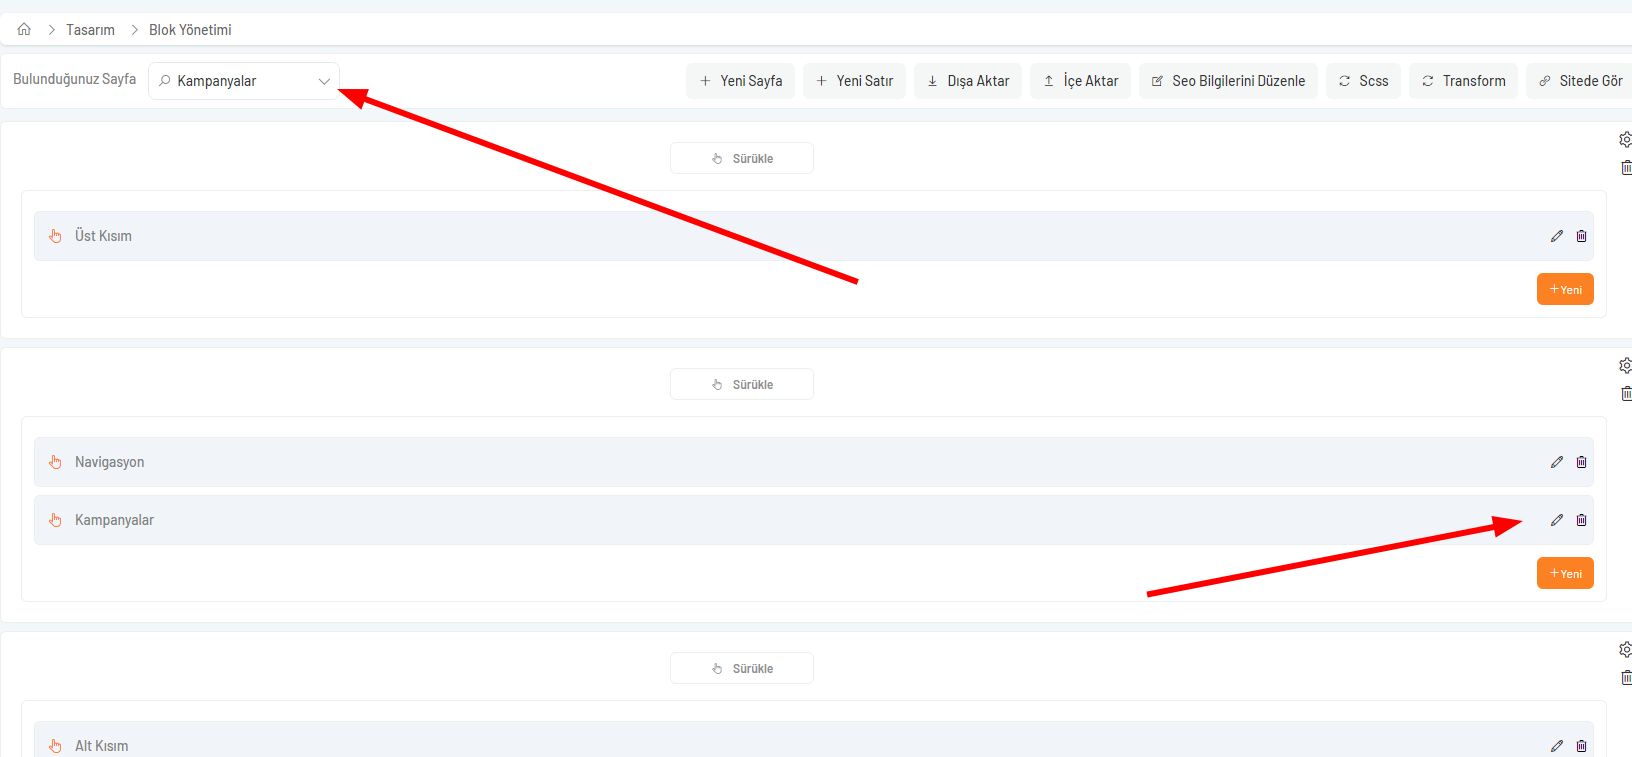 Tasarım Blok Yönetimi
Bulunduğunuz Sayfa Kampanyalar Yeni Sayfa Yeni Satır Dışa Aktar İçe Aktar Seo Bilgilerini Düzenle Scss Transform Sitede Gör
Sürükle
Üst Kısım
+Yeni
Sürükle
Navigasyon
Kampanyalar
+Yeni
Sürükle
Alt Kısım